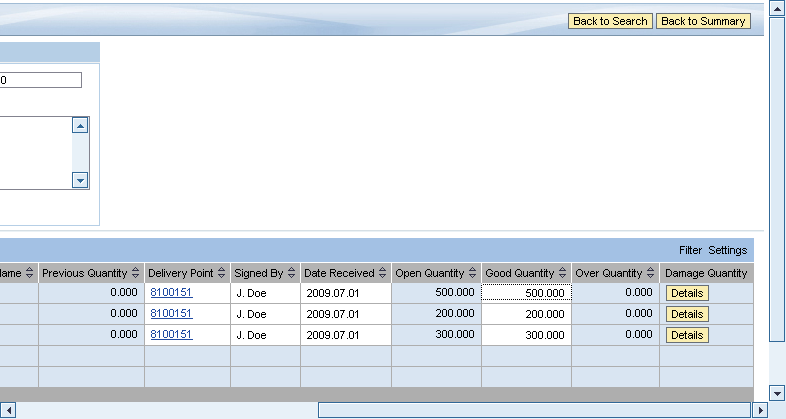 Back to Search Back to Summary
0
Filter Settings
lame Previous Quantity Delivery Point Signed By Date Received Open Quantity Good Quantity Over Quantity Damage Quantity
0.000 8100151 J. Doe 2009.07.01 500.000 500.000 0.000 Details
0.000 8100151 J. Doe 2009.07.01 200.000 200.000 0.000 Details
0.000 8100151 J. Doe 2009.07.01 300.000 300.000 0.000 Details